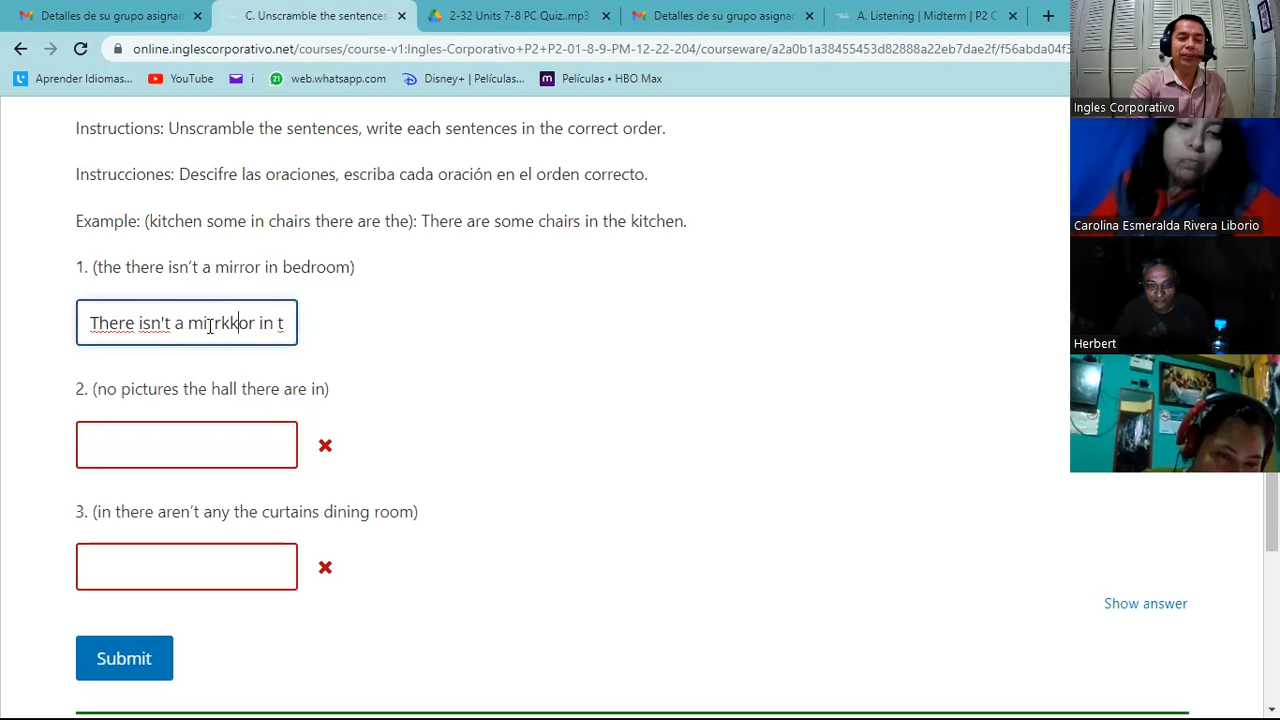 Detalles de su grupo asignad
C. Unscramble the sentences
2-32 Units 7-8 PC Quiz.mp3
Detalles de su grupo asigna
A. Listening | Midterm | P2 C
online.inglescorporativo.net/courses/course-v1:Ingles-Corporativo+P2+P2-01-8-9-PM-12-22-204/courseware/
Aprender Idiomas...
YouTube
i
web.whatsapp.com
Disney+ | Películas,...
Películas • HBO Max
Instructions: Unscramble the sentences, write each sentences in the correct order.
Instrucciones: Descifre las oraciones, escriba cada oración en el orden correcto.
Example: (kitchen some in chairs there are the): There are some chairs in the kitchen.
1. (the there isn’t a mirror in bedroom)
There isn't a mirrkkor in t
2. (no pictures the hall there are in)
3. (in there aren’t any the curtains dining room)
Show answer
Submit
Ingles Corporativo
Carolina Esmeralda Rivera Liborio
Herbert